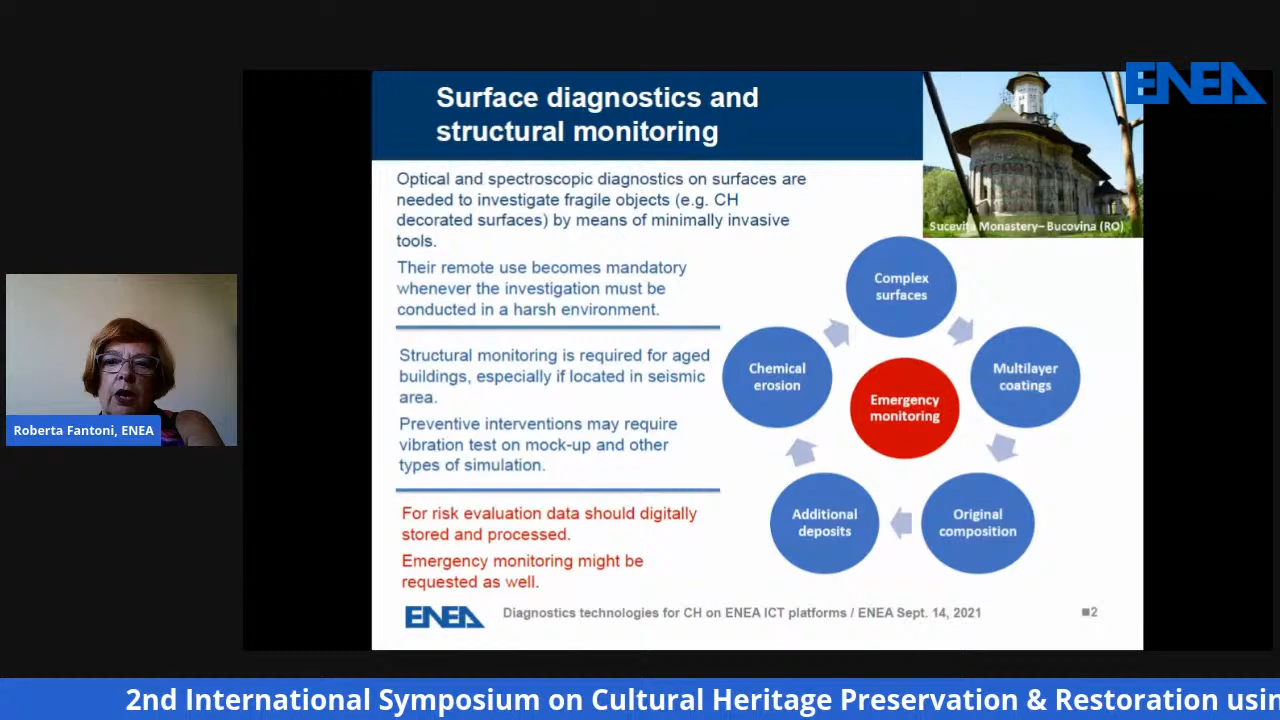 ENEA
Surface diagnostics and
structural monitoring
Sucevita Monastery– Bucovina (RO)
Optical and spectroscopic diagnostics on surfaces are
needed to investigate fragile objects (e.g. CH
decorated surfaces) by means of minimally invasive
tools.
Their remote use becomes mandatory
whenever the investigation must be
conducted in a harsh environment.
Structural monitoring is required for aged
buildings, especially if located in seismic
area.
Preventive interventions may require
vibration test on mock-up and other
types of simulation.
For risk evaluation data should digitally
stored and processed.
Emergency monitoring might be
requested as well.
Complex
surfaces
Multilayer
coatings
Original
composition
Additional
deposits
Chemical
erosion
Emergency
monitoring
ENEA
Diagnostics technologies for CH on ENEA ICT platforms / ENEA Sept. 14, 2021
2
Roberta Fantoni, ENEA
2nd International Symposium on Cultural Heritage Preservation & Restoration usin